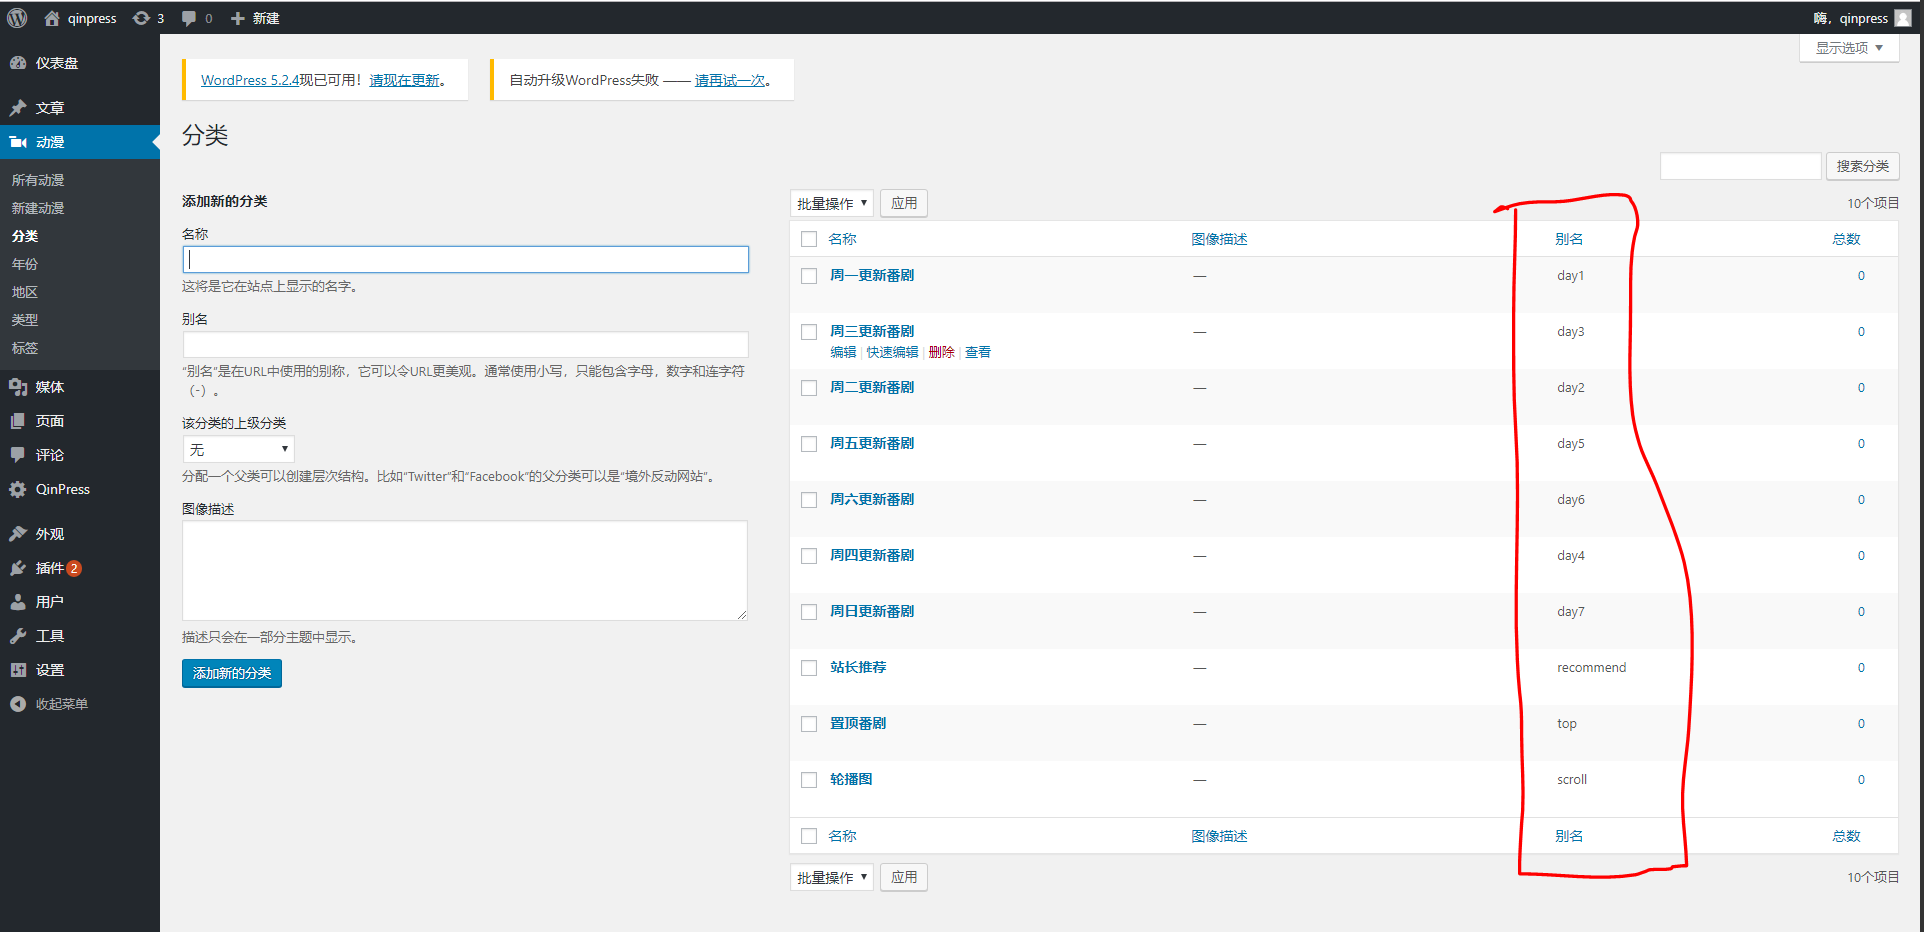 qinpress 3 0 新建 嗨，qinpress
显示选项
仪表盘
文章
动漫
所有动漫
新建动漫
分类
年份
地区
类型
标签
媒体
页面
评论
QinPress
外观
插件 2
用户
工具
设置
收起菜单
WordPress 5.2.4现已可用！请现在更新。
自动升级WordPress失败 —— 请再试一次。
分类
搜索分类
添加新的分类
名称
这将是它在站点上显示的名字。
别名
“别名”是在URL中使用的别称，它可以令URL更美观。通常使用小写，只能包含字母，数字和连字符
（-）。
该分类的上级分类
无
分配一个父类可以创建层次结构。比如“Twitter”和“Facebook”的父分类可以是“境外反动网站”。
图像描述
描述只会在一部分主题中显示。
添加新的分类
批量操作 应用 10个项目
名称 图像描述 别名 总数
周一更新番剧 — day1 0
周三更新番剧 — day3 0
编辑 | 快速编辑 | 删除 | 查看
周二更新番剧 — day2 0
周五更新番剧 — day5 0
周六更新番剧 — day6 0
周四更新番剧 — day4 0
周日更新番剧 — day7 0
站长推荐 — recommend 0
置顶番剧 — top 0
轮播图 — scroll 0
名称 图像描述 别名 总数
批量操作 应用 10个项目